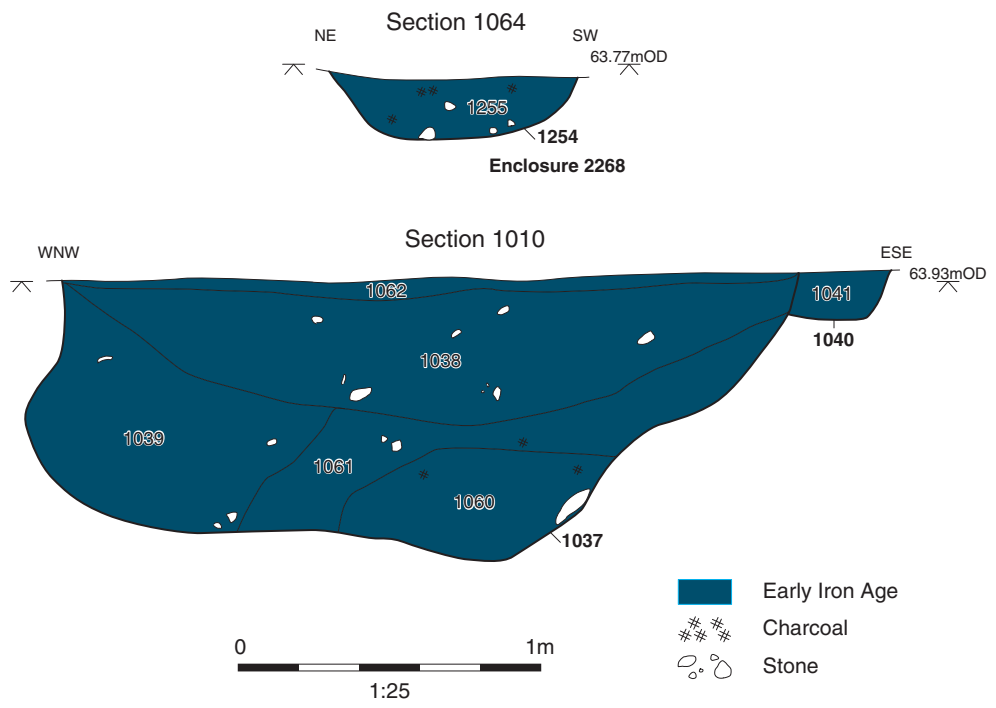 Section 1064
NE SW
63.77mOD
1255
1254
Enclosure 2268
Section 1010
WNW ESE
63.93mOD
1062
1041
1040
1038
1039
1061
1060
1037
Early Iron Age
Charcoal
Stone
0 1m
1:25